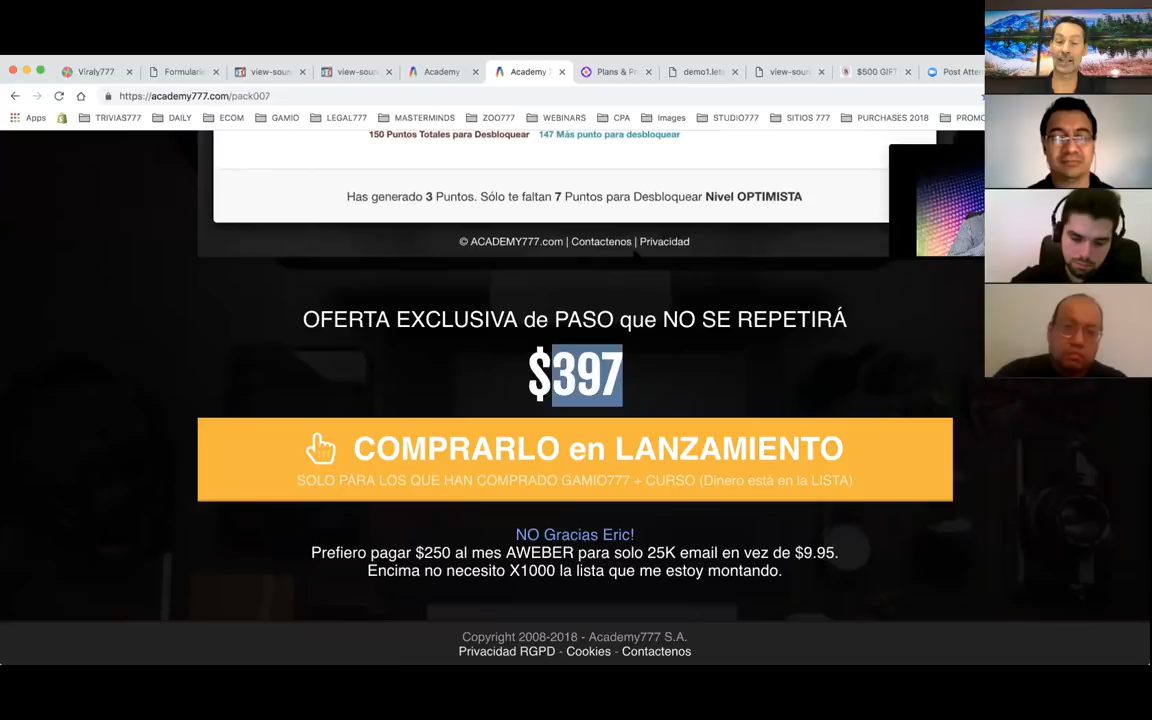 Viraly777
Formulari
view-sour
view-sour
Academy
Academy
Plans & P
demo1.let
view-sour
$500 GIFT
Post Atten
https://academy777.com/pack007
Apps
TRIVIAS777
DAILY
ECOM
GAMIO
LEGAL777
MASTERMINDS
ZOO777
WEBINARS
CPA
Images
STUDIO777
SITIOS 777
PURCHASES 2018
PROMO
150 Puntos Totales para Desbloquear
147 Más punto para desbloquear
Has generado 3 Puntos. Sólo te faltan 7 Puntos para Desbloquear Nivel OPTIMISTA
© ACADEMY777.com | Contactenos | Privacidad
OFERTA EXCLUSIVA de PASO que NO SE REPETIRÁ
$397
COMPRARLO en LANZAMIENTO
SOLO PARA LOS QUE HAN COMPRADO GAMIO777 + CURSO (Dinero está en la LISTA)
NO Gracias Eric!
Prefiero pagar $250 al mes AWEBER para solo 25K email en vez de $9.95.
Encima no necesito X1000 la lista que me estoy montando.
Copyright 2008-2018 - Academy777 S.A.
Privacidad RGPD - Cookies - Contactenos